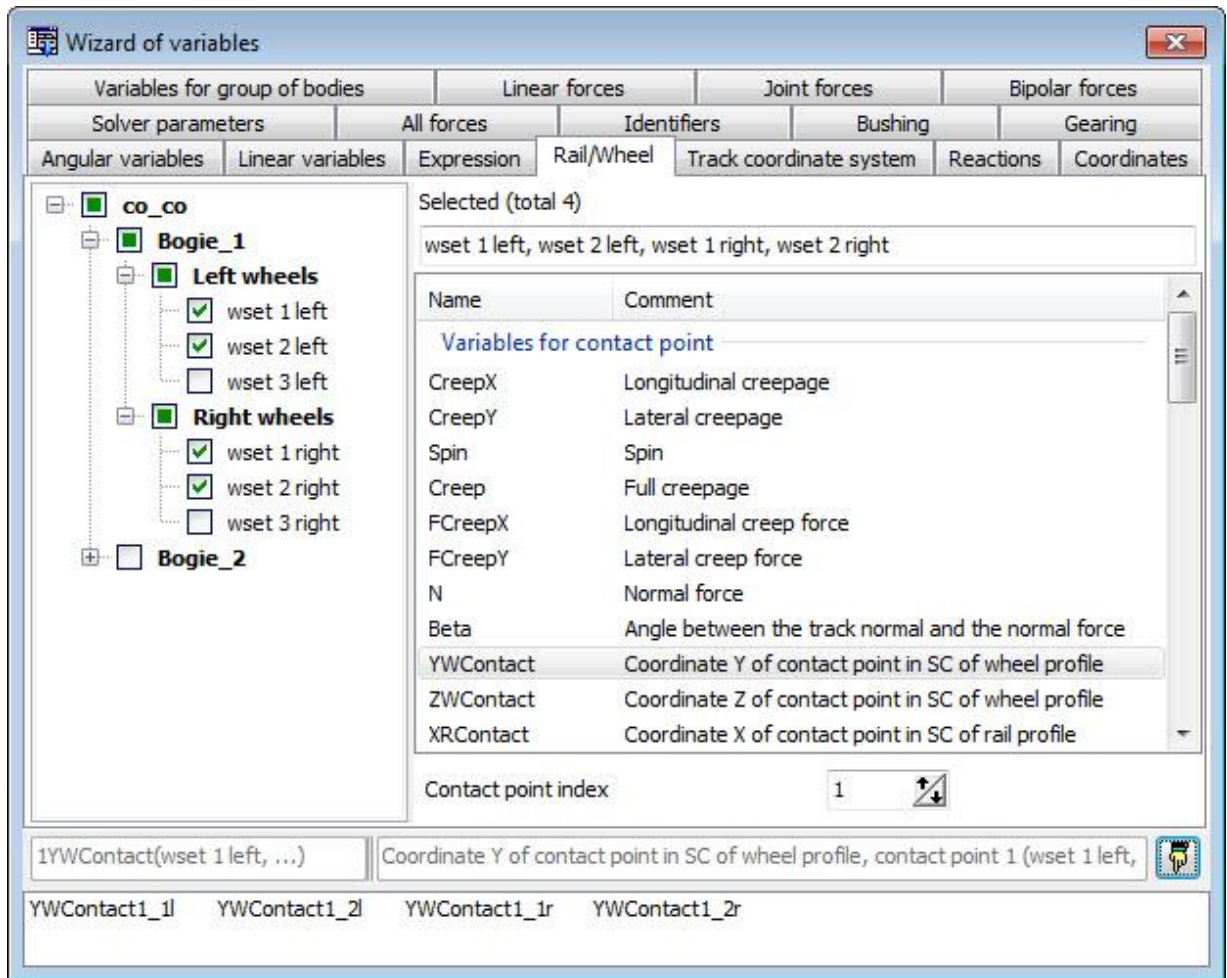 Wizard of variables
Variables for group of bodies Linear forces Joint forces Bipolar forces
Solver parameters All forces Identifiers Bushing Gearing
Angular variables Linear variables Expression Rail/Wheel Track coordinate system Reactions Coordinates
co_co
Bogie_1
Left wheels
wset 1 left
wset 2 left
wset 3 left
Right wheels
wset 1 right
wset 2 right
wset 3 right
Bogie_2
Selected (total 4)
wset 1 left, wset 2 left, wset 1 right, wset 2 right
Name Comment
Variables for contact point
CreepX Longitudinal creepage
CreepY Lateral creepage
Spin Spin
Creep Full creepage
FCreepX Longitudinal creep force
FCreepY Lateral creep force
N Normal force
Beta Angle between the track normal and the normal force
YWContact Coordinate Y of contact point in SC of wheel profile
ZWContact Coordinate Z of contact point in SC of wheel profile
XRContact Coordinate X of contact point in SC of rail profile
Contact point index 1
1YWContact(wset 1 left, ...) Coordinate Y of contact point in SC of wheel profile, contact point 1 (wset 1 left,
YWContact1_1l YWContact1_2l YWContact1_1r YWContact1_2r